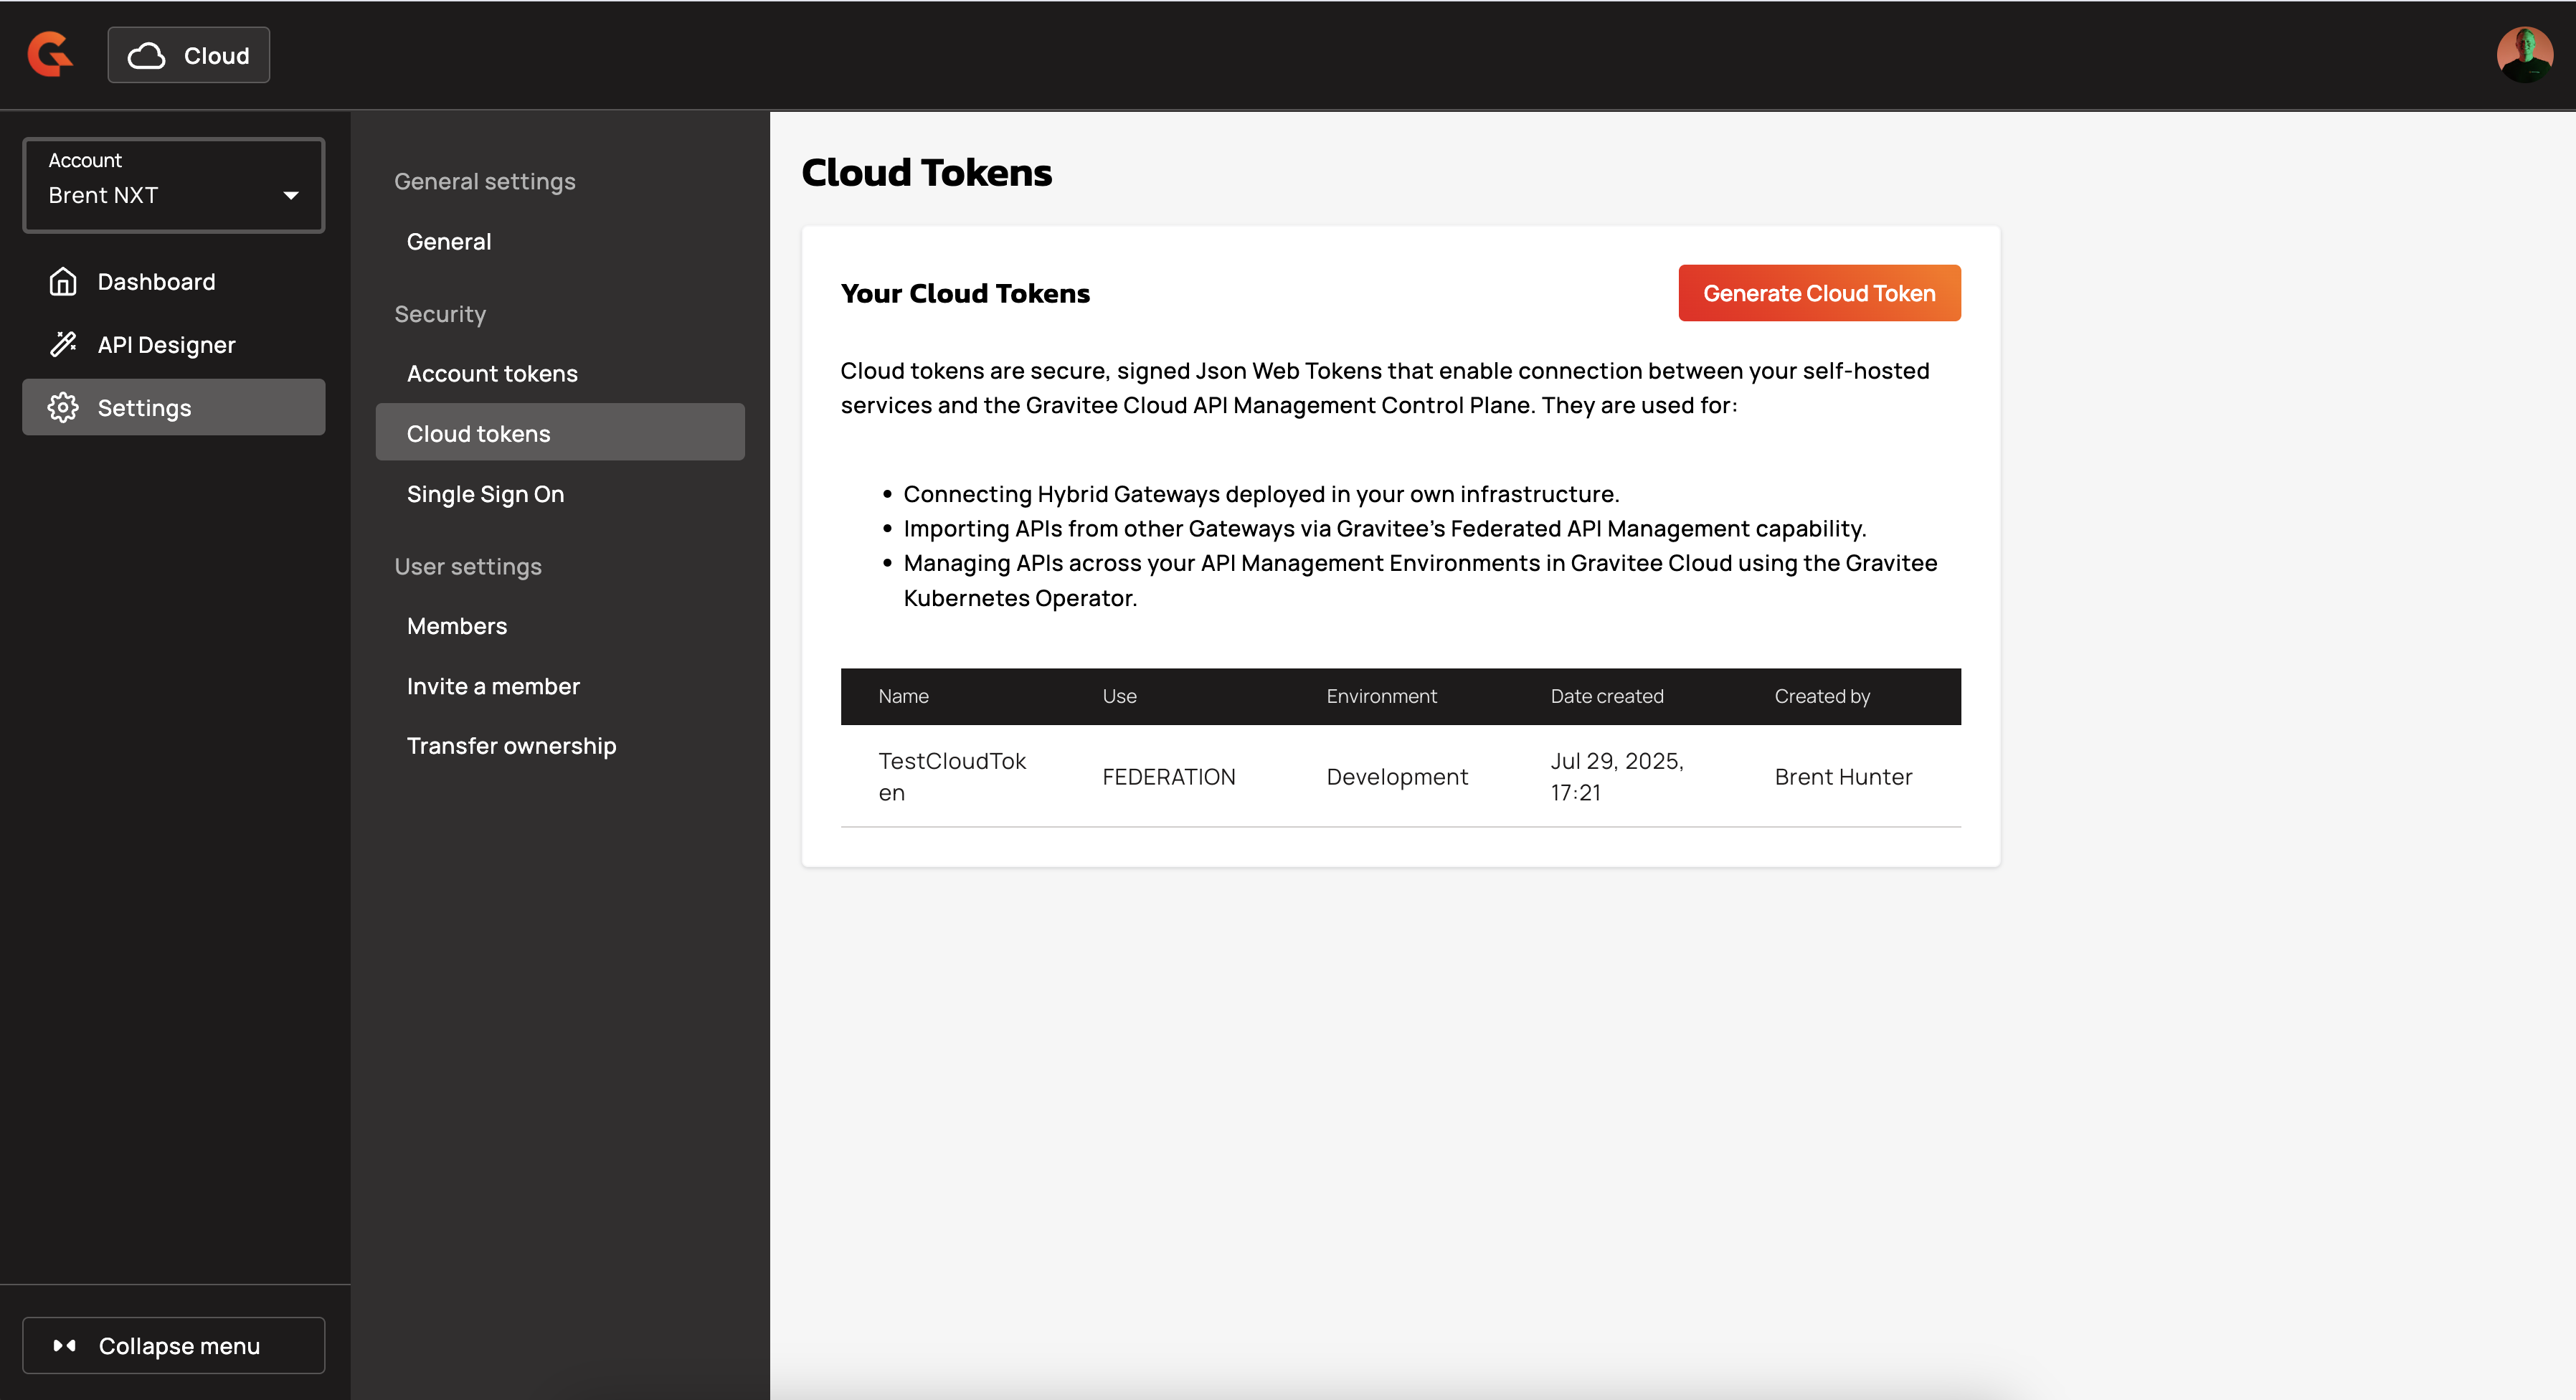 Cloud
Account
Brent NXT
Dashboard
API Designer
Settings
Collapse menu
General settings
General
Security
Account tokens
Cloud tokens
Single Sign On
User settings
Members
Invite a member
Transfer ownership
Cloud Tokens
Your Cloud Tokens
Generate Cloud Token
Cloud tokens are secure, signed Json Web Tokens that enable connection between your self-hosted
services and the Gravitee Cloud API Management Control Plane. They are used for:
• Connecting Hybrid Gateways deployed in your own infrastructure.
• Importing APIs from other Gateways via Gravitee’s Federated API Management capability.
• Managing APIs across your API Management Environments in Gravitee Cloud using the Gravitee
Kubernetes Operator.
Name Use Environment Date created Created by
TestCloudTok
en
FEDERATION
Development
Jul 29, 2025,
17:21
Brent Hunter